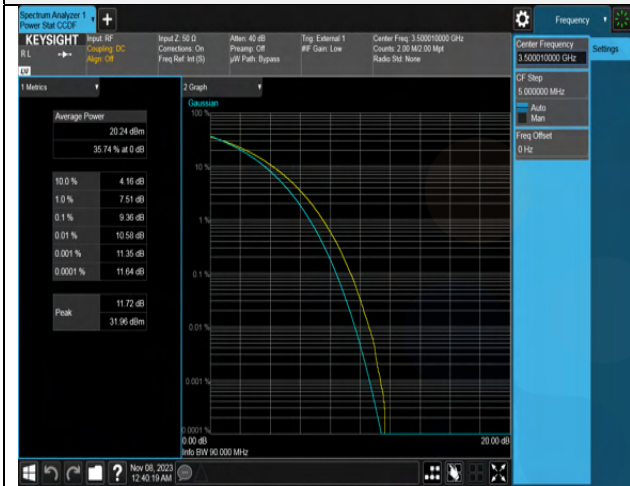 Spectrum Analyzer 1
Power Stat CCDF
Frequency
KEYSIGHT
RL
Input: RF
Coupling: DC
Align: Off
Input Z: 50 Ω
Corrections: On
Freq Ref: Int (S)
Atten: 40 dB
Preamp: Off
µW Path: Bypass
Trig: External 1
#IF Gain: Low
Center Freq: 3.500010000 GHz
Counts: 2.00 M/2.00 Mpt
Radio Std: None
Center Frequency
3.500010000 GHz
Settings
CF Step
5.000000 MHz
Auto
Man
Freq Offset
0 Hz
1 Metrics
Average Power
20.24 dBm
35.74 % at 0 dB
10.0 % 4.16 dB
1.0 % 7.51 dB
0.1 % 9.36 dB
0.01 % 10.58 dB
0.001 % 11.35 dB
0.0001 % 11.64 dB
Peak
11.72 dB
31.96 dBm
2 Graph
Gaussian
100 %
10 %
1 %
0.1 %
0.01 %
0.001 %
0.0001 %
0.00 dB
20.00 dB
Info BW 90.000 MHz
Nov 08, 2023
12:40:19 AM